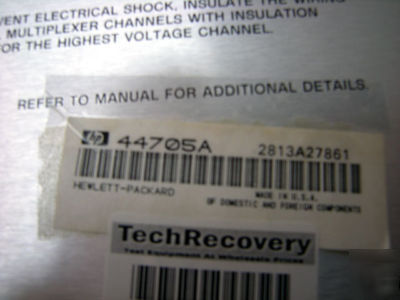 VENT ELECTRICAL SHOCK, INSULATE THE WIRING
MULTIPLEXER CHANNELS WITH INSULATION
FOR THE HIGHEST VOLTAGE CHANNEL.
REFER TO MANUAL FOR ADDITIONAL DETAILS.
hp 44705A 2813A27861
HEWLETT-PACKARD
MADE IN U.S.A.
OF DOMESTIC AND FOREIGN COMPONENTS
TechRecovery
Test Equipment At Wholesale Prices